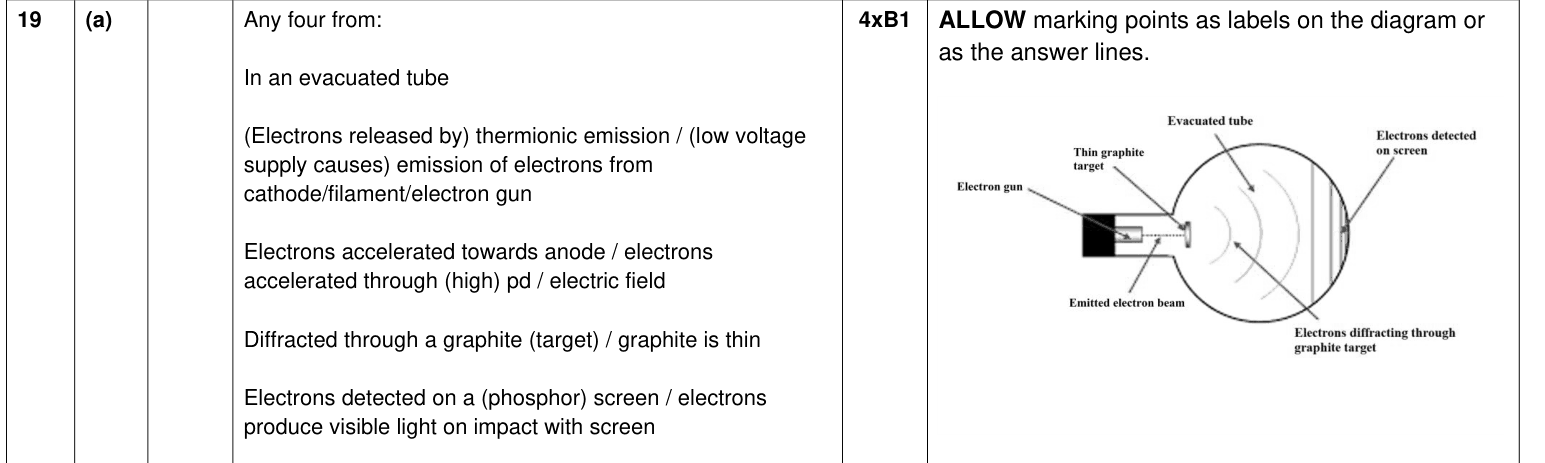 19 (a) Any four from: 4xB1 ALLOW marking points as labels on the diagram or
as the answer lines.
In an evacuated tube
(Electrons released by) thermionic emission / (low voltage
supply causes) emission of electrons from
cathode/filament/electron gun
Electrons accelerated towards anode / electrons
accelerated through (high) pd / electric field
Diffracted through a graphite (target) / graphite is thin
Electrons detected on a (phosphor) screen / electrons
produce visible light on impact with screen
Evacuated tube
Electrons detected
on screen
Thin graphite
target
Electron gun
Emitted electron beam
Electrons diffracting through
graphite target